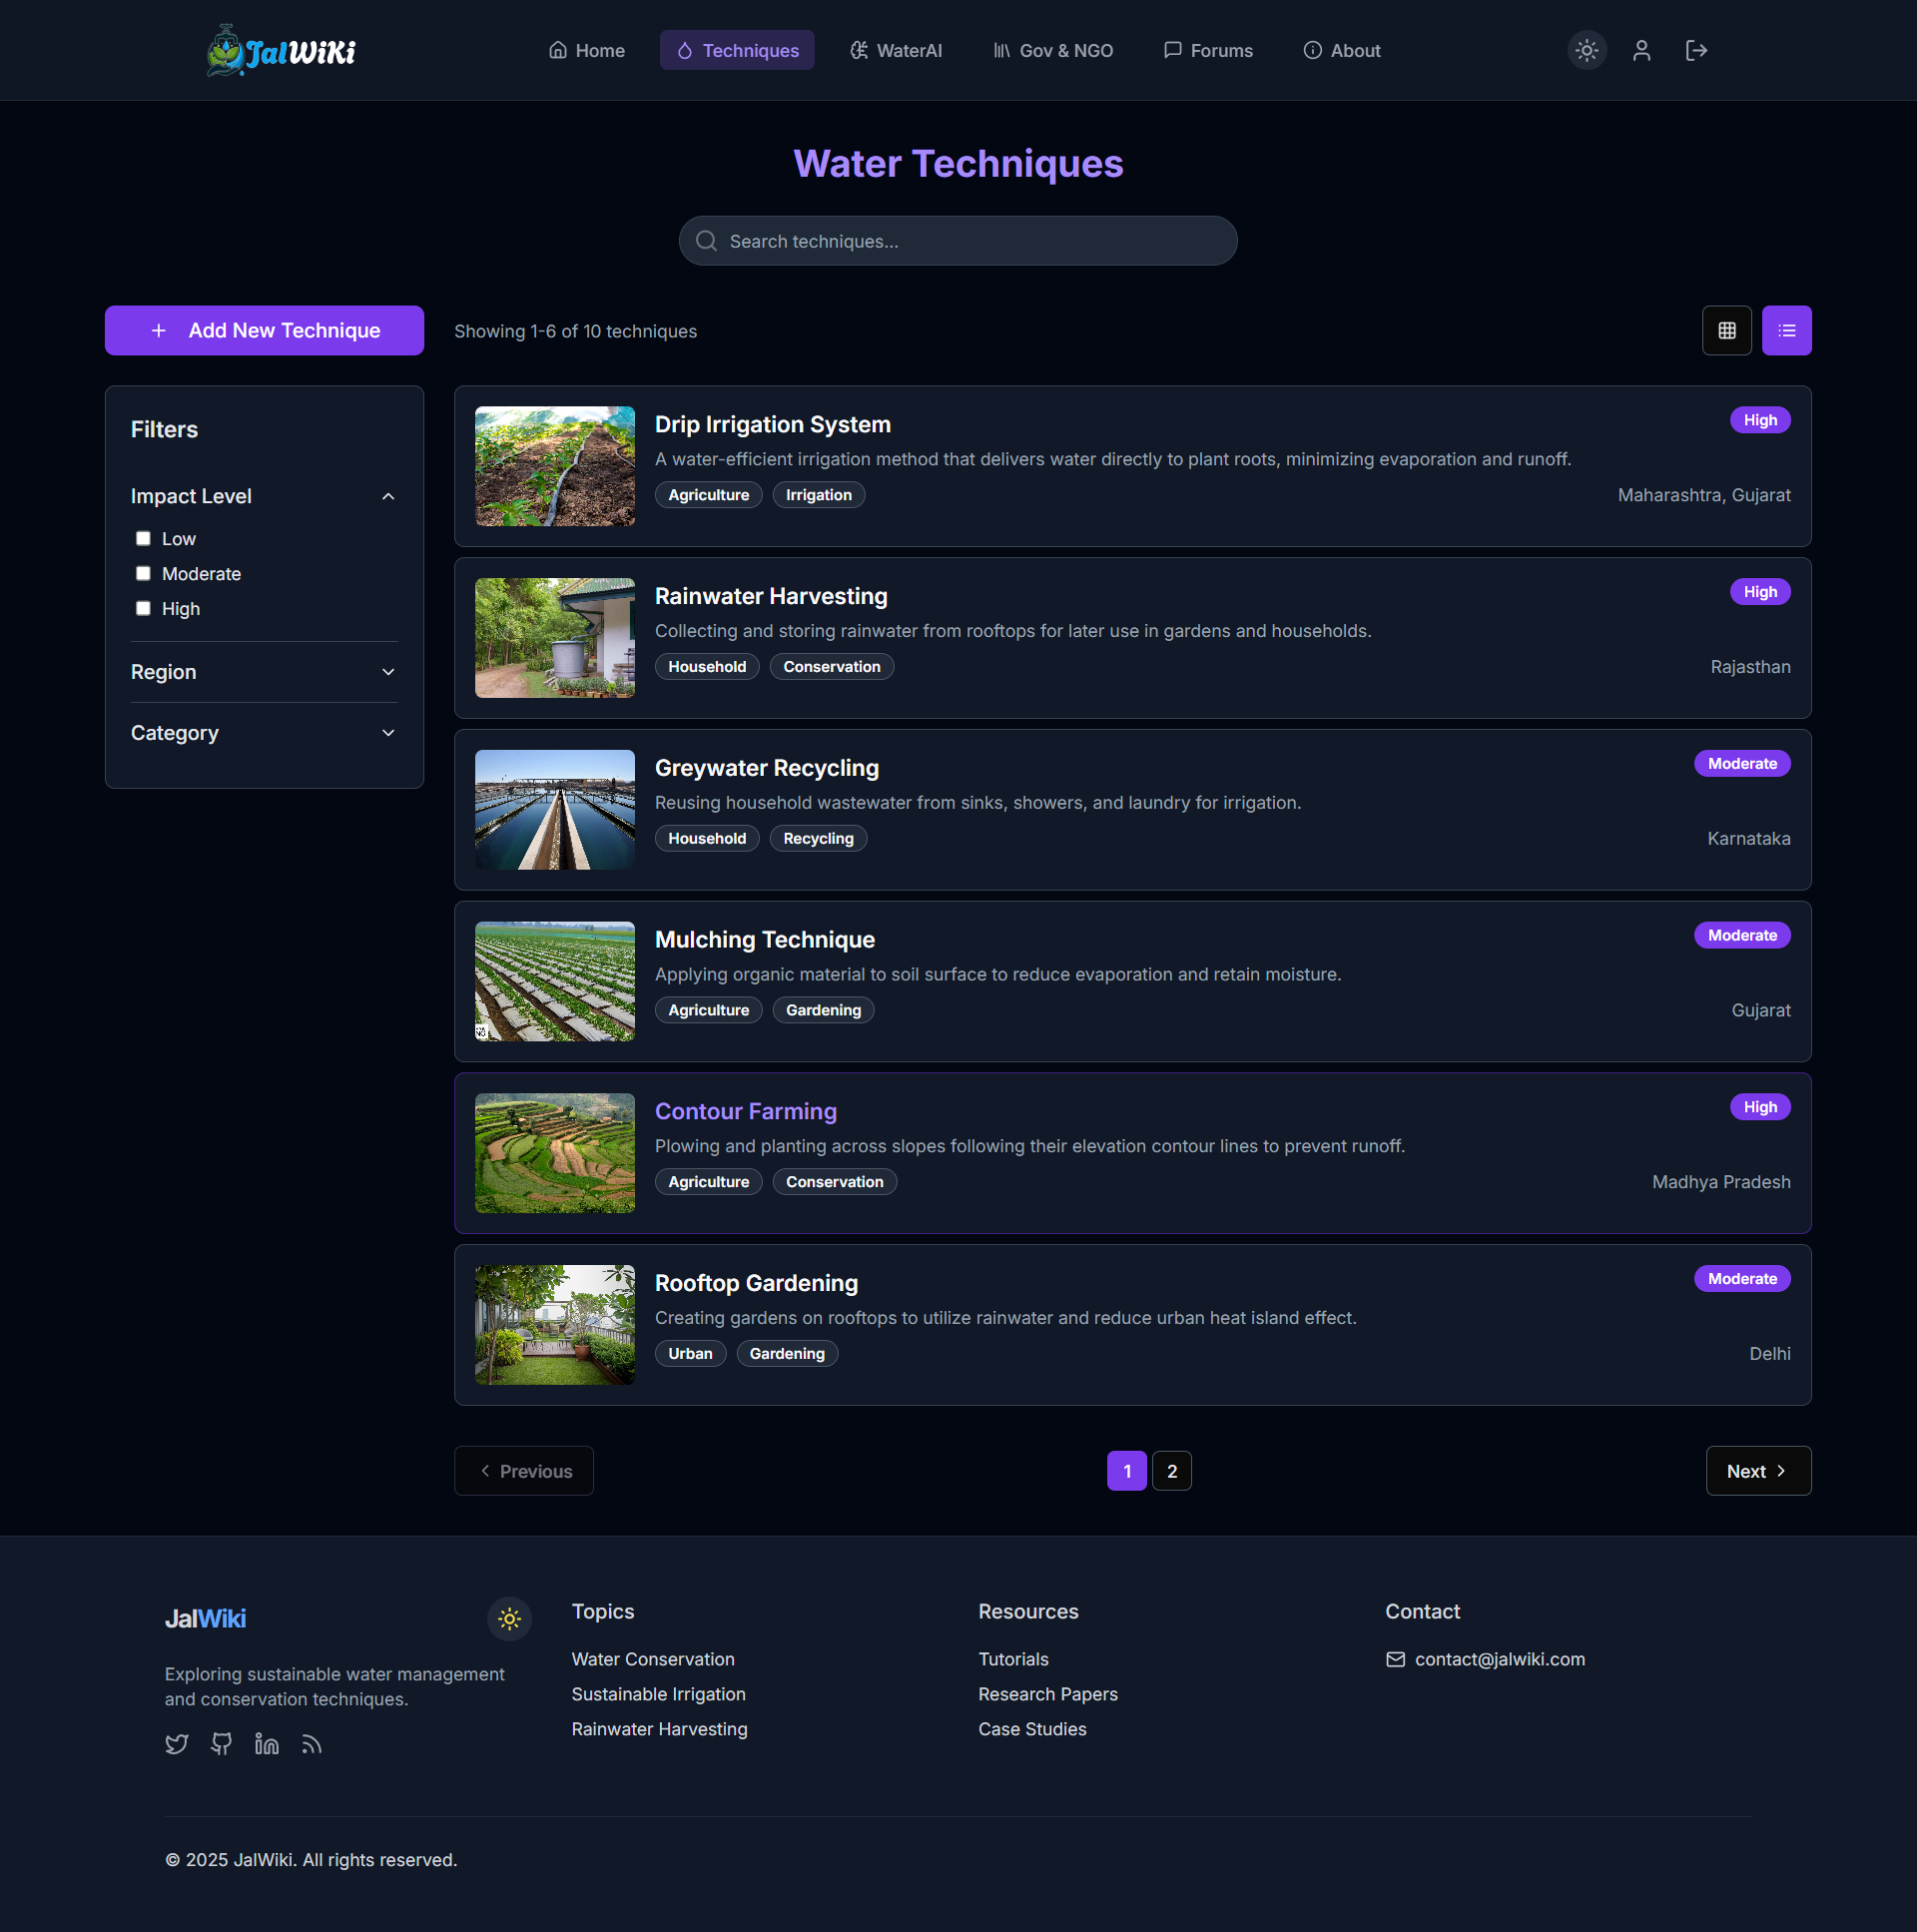 JalWiKi
Home
Techniques
WaterAI
Gov & NGO
Forums
About
Water Techniques
Search techniques...
Add New Technique
Showing 1-6 of 10 techniques
Filters
Impact Level
Low
Moderate
High
Region
Category
Drip Irrigation System
High
A water-efficient irrigation method that delivers water directly to plant roots, minimizing evaporation and runoff.
Agriculture
Irrigation
Maharashtra, Gujarat
Rainwater Harvesting
High
Collecting and storing rainwater from rooftops for later use in gardens and households.
Household
Conservation
Rajasthan
Greywater Recycling
Moderate
Reusing household wastewater from sinks, showers, and laundry for irrigation.
Household
Recycling
Karnataka
Mulching Technique
Moderate
Applying organic material to soil surface to reduce evaporation and retain moisture.
Agriculture
Gardening
Gujarat
Contour Farming
High
Plowing and planting across slopes following their elevation contour lines to prevent runoff.
Agriculture
Conservation
Madhya Pradesh
Rooftop Gardening
Moderate
Creating gardens on rooftops to utilize rainwater and reduce urban heat island effect.
Urban
Gardening
Delhi
Previous
1
2
Next
JalWiki
Exploring sustainable water management
and conservation techniques.
Topics
Water Conservation
Sustainable Irrigation
Rainwater Harvesting
Resources
Tutorials
Research Papers
Case Studies
Contact
contact@jalwiki.com
© 2025 JalWiki. All rights reserved.